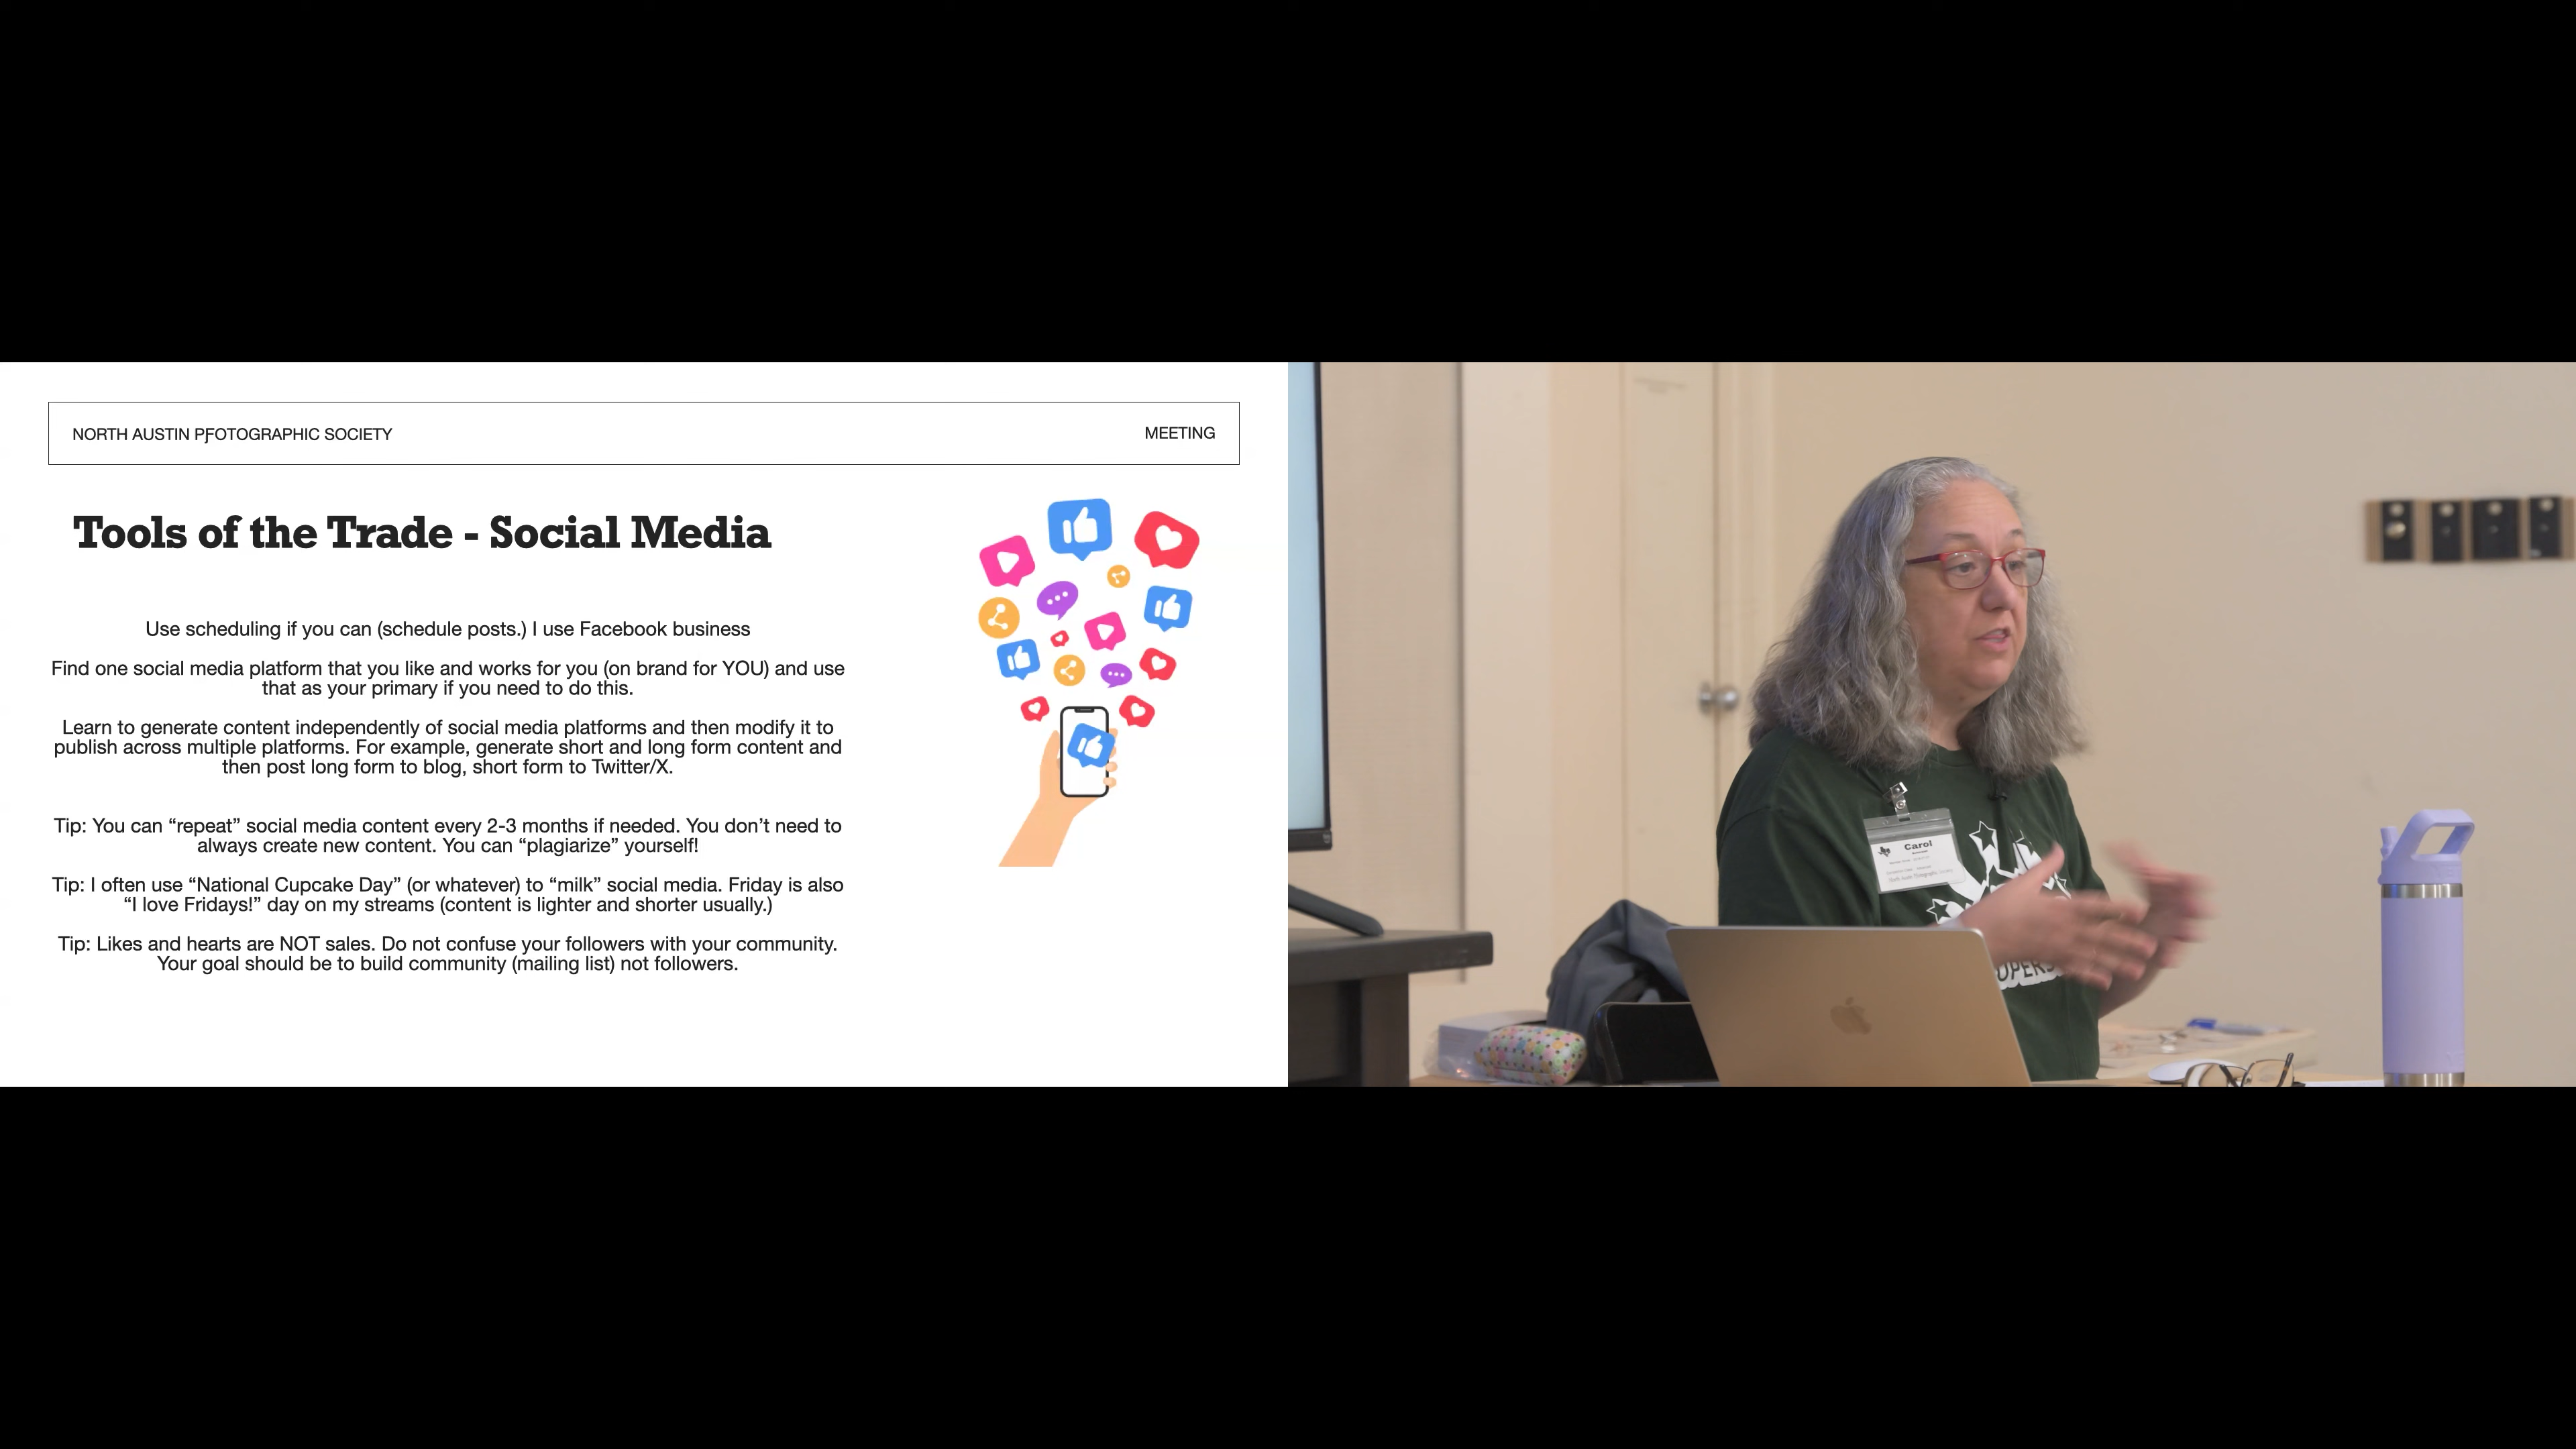 NORTH AUSTIN PFOTOGRAPHIC SOCIETY
MEETING
Tools of the Trade - Social Media
Use scheduling if you can (schedule posts.) I use Facebook business
Find one social media platform that you like and works for you (on brand for YOU) and use
that as your primary if you need to do this.
Learn to generate content independently of social media platforms and then modify it to
publish across multiple platforms. For example, generate short and long form content and
then post long form to blog, short form to Twitter/X.
Tip: You can “repeat” social media content every 2-3 months if needed. You don’t need to
always create new content. You can “plagiarize” yourself!
Tip: I often use “National Cupcake Day” (or whatever) to “milk” social media. Friday is also
“I love Fridays!” day on my streams (content is lighter and shorter usually.)
Tip: Likes and hearts are NOT sales. Do not confuse your followers with your community.
Your goal should be to build community (mailing list) not followers.
Carol